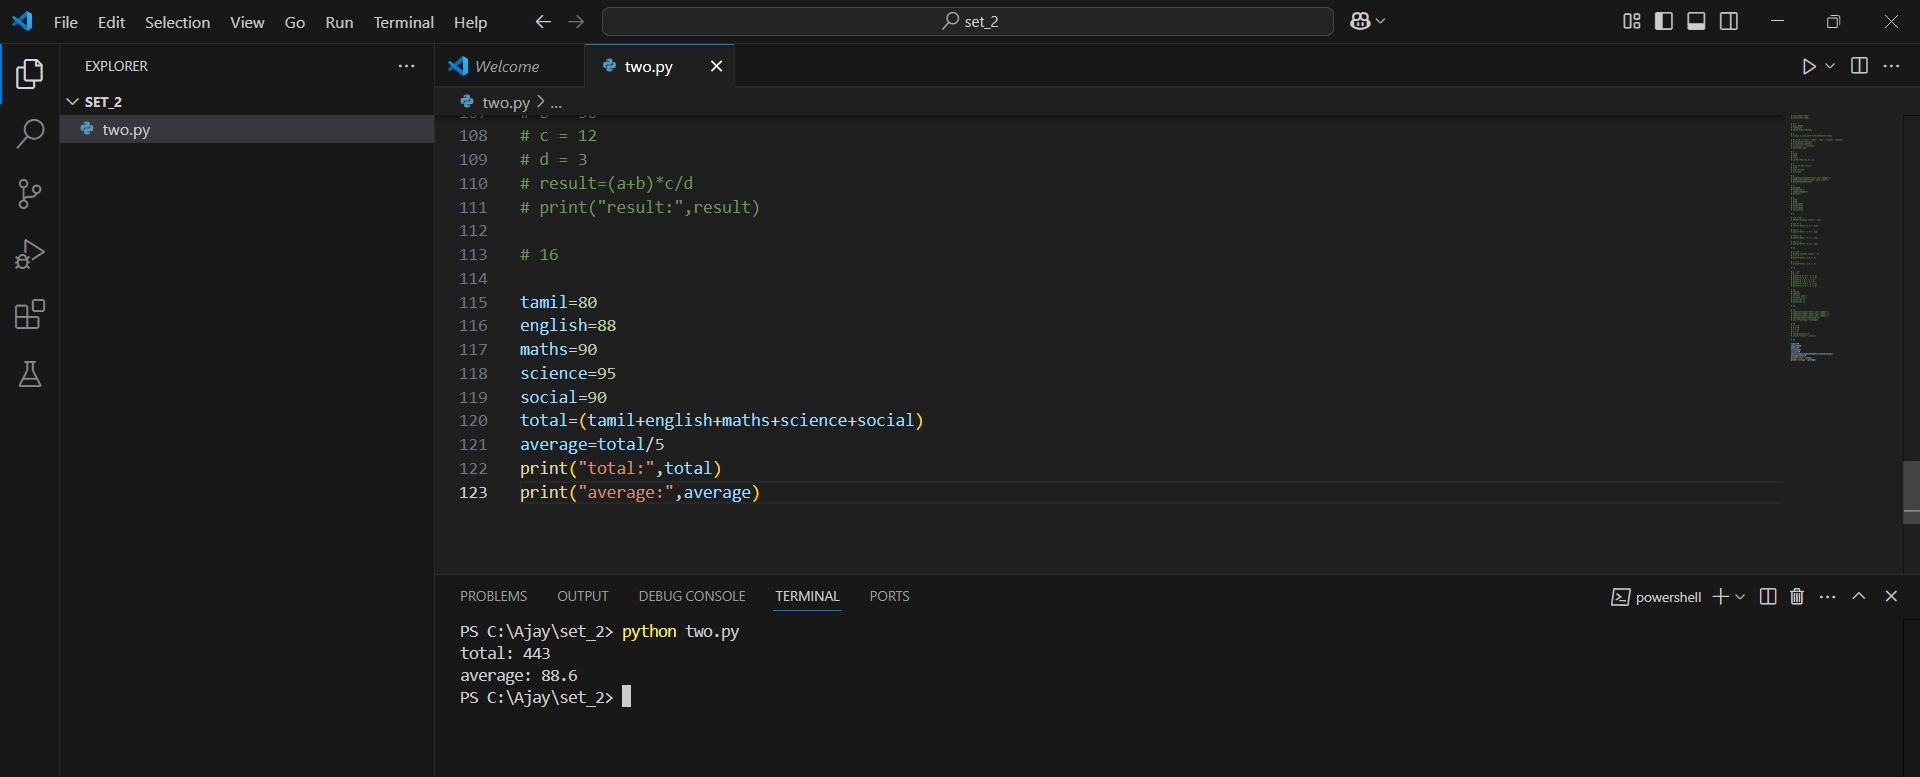 File Edit Selection View Go Run Terminal Help
set_2
EXPLORER
SET_2
two.py
Welcome
two.py
two.py > ...
108 # c = 12
109 # d = 3
110 # result=(a+b)*c/d
111 # print("result:",result)
112
113 # 16
114
115 tamil=80
116 english=88
117 maths=90
118 science=95
119 social=90
120 total=(tamil+english+maths+science+social)
121 average=total/5
122 print("total:",total)
123 print("average:",average)
PROBLEMS OUTPUT DEBUG CONSOLE TERMINAL PORTS
powershell
PS C:\Ajay\set_2> python two.py
total: 443
average: 88.6
PS C:\Ajay\set_2>